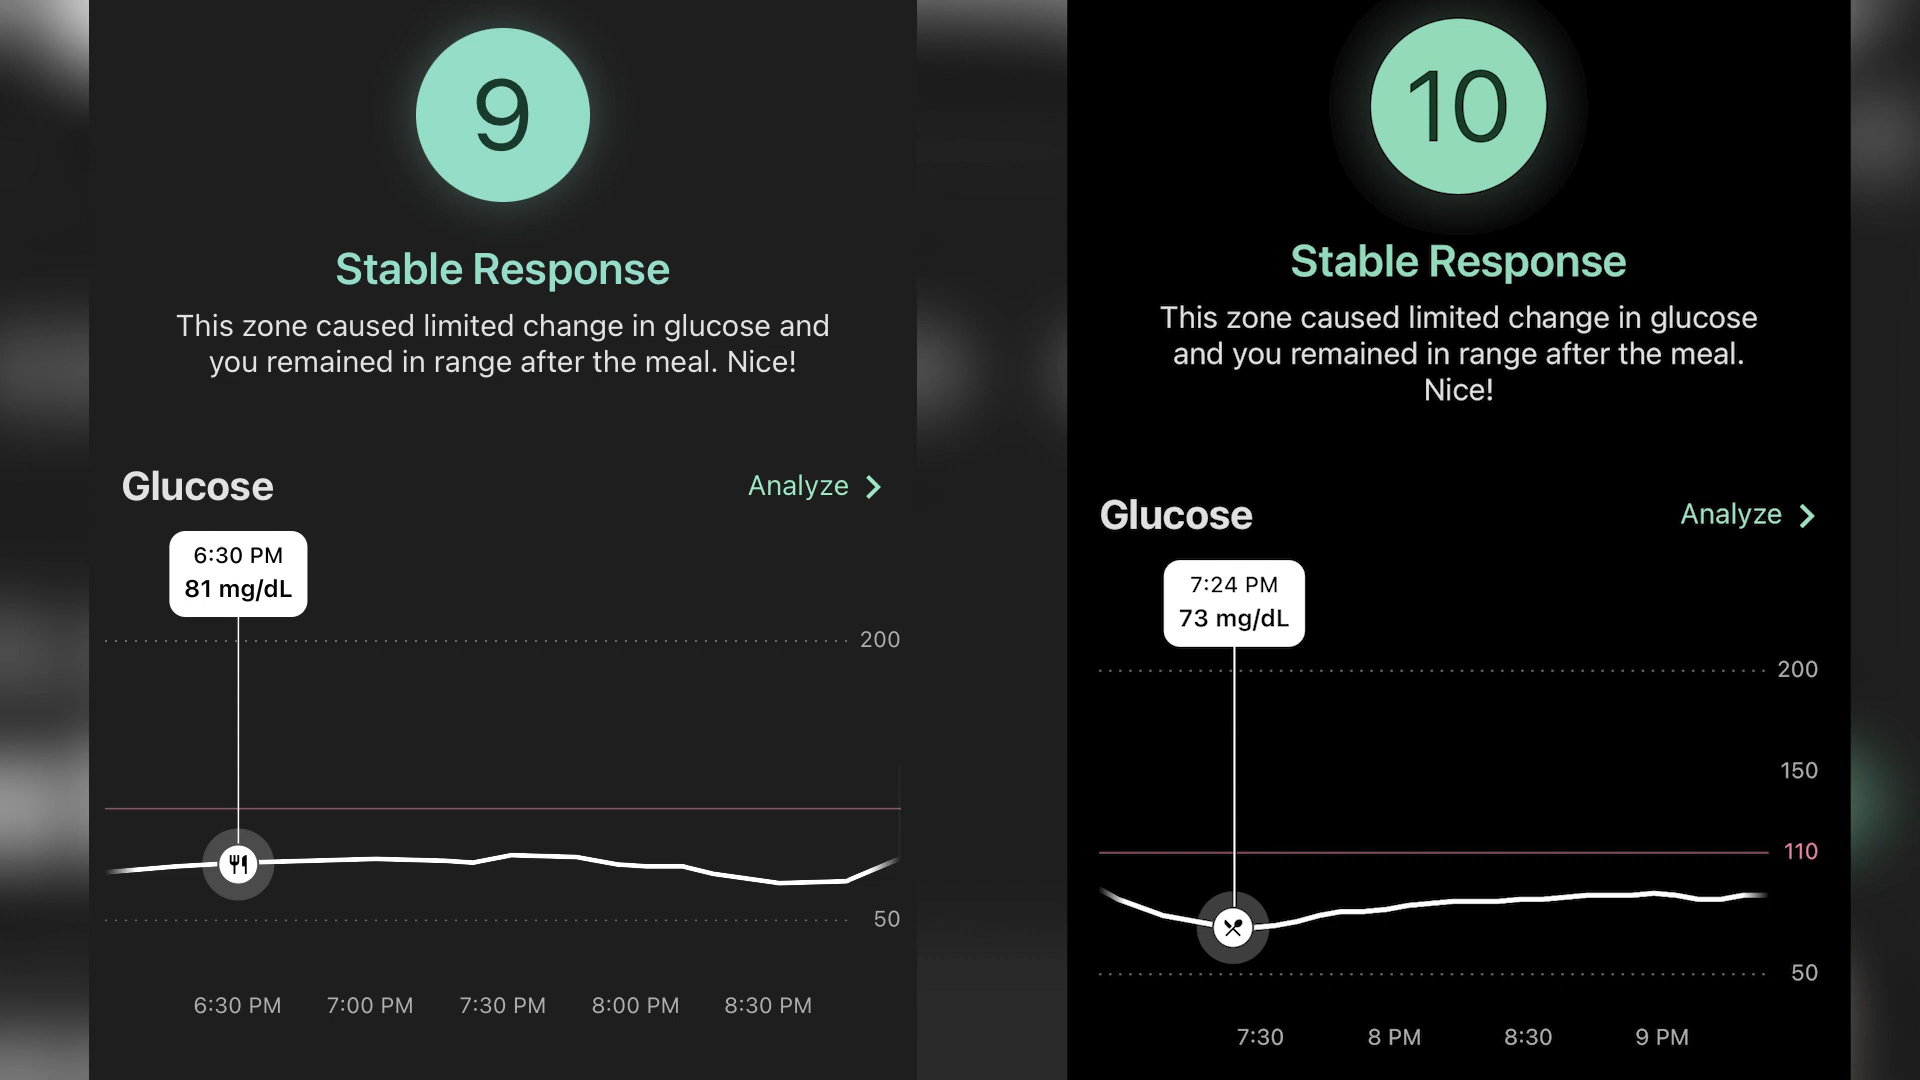 9
Stable Response
This zone caused limited change in glucose and
you remained in range after the meal. Nice!
Glucose
Analyze
6:30 PM
81 mg/dL
200
50
6:30 PM
7:00 PM
7:30 PM
8:00 PM
8:30 PM
10
Stable Response
This zone caused limited change in glucose
and you remained in range after the meal.
Nice!
Glucose
Analyze
7:24 PM
73 mg/dL
200
150
110
50
7:30
8 PM
8:30
9 PM